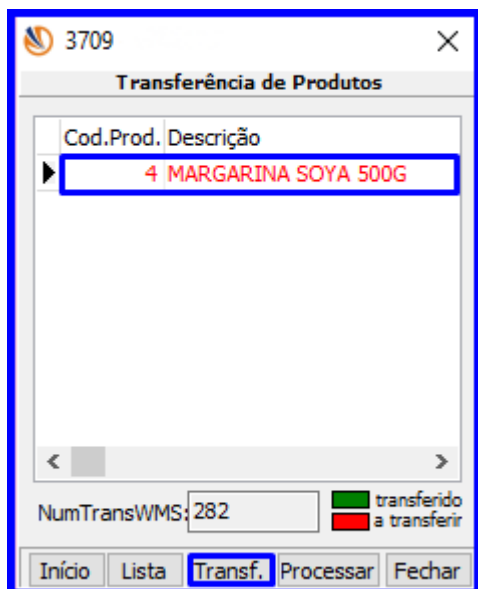 3709
Transferência de Produtos
Cod.Prod. Descrição
4 MARGARINA SOYA 500G
NumTransWMS: 282
transferido
a transferir
Início Lista Transf. Processar Fechar